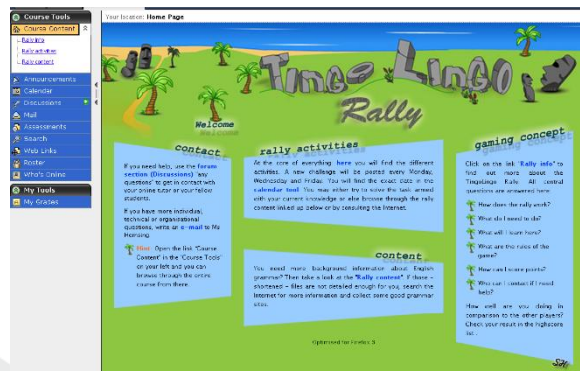 Course Tools
Course Content
Rally info
Rally activities
Rally content
Announcements
Calendar
Discussions
Mail
Assessments
Search
Web Links
Roster
Who's Online
My Tools
My Grades
Your location: Home Page
Tingo Lingo
Rally
Welcome
contact
If you need help, use the forum
section (Discussions) "any
questions" to get in contact with
your online tutor or your fellow
students.
If you have more individual,
technical or organisational
questions, write an e-mail to Ms
Hint: Open the link "Course
Content" in the "Course Tools"
on your left and you can
browse through the entire
course from there.
rally activities
At the core of everything here you will find the different
activities. A new challenge will be posted every Monday,
Wednesday and Friday. You will find the exact date in the
calendar tool. You may either try to solve the task armed
with your current knowledge or else browse through the rally
content linked up below or by consulting the Internet.
content
You need more background information about English
grammar? Then take a look at the "Rally content". If those -
shortened - files are not detailed enough for you, search the
Internet for more information and collect some good grammar
sites.
Optimised for Firefox 3
gaming concept
Click on the link "Rally info" to
find out more about the
TingoLingo Rally. All central
questions are answered here
How does the rally work?
What do I need to do?
What will I learn here?
What are the rules of the
game?
How can I score points?
Who can I contact if I need
help?
How well are you doing in
comparison to the other players?
Check your result in the highscore
list.